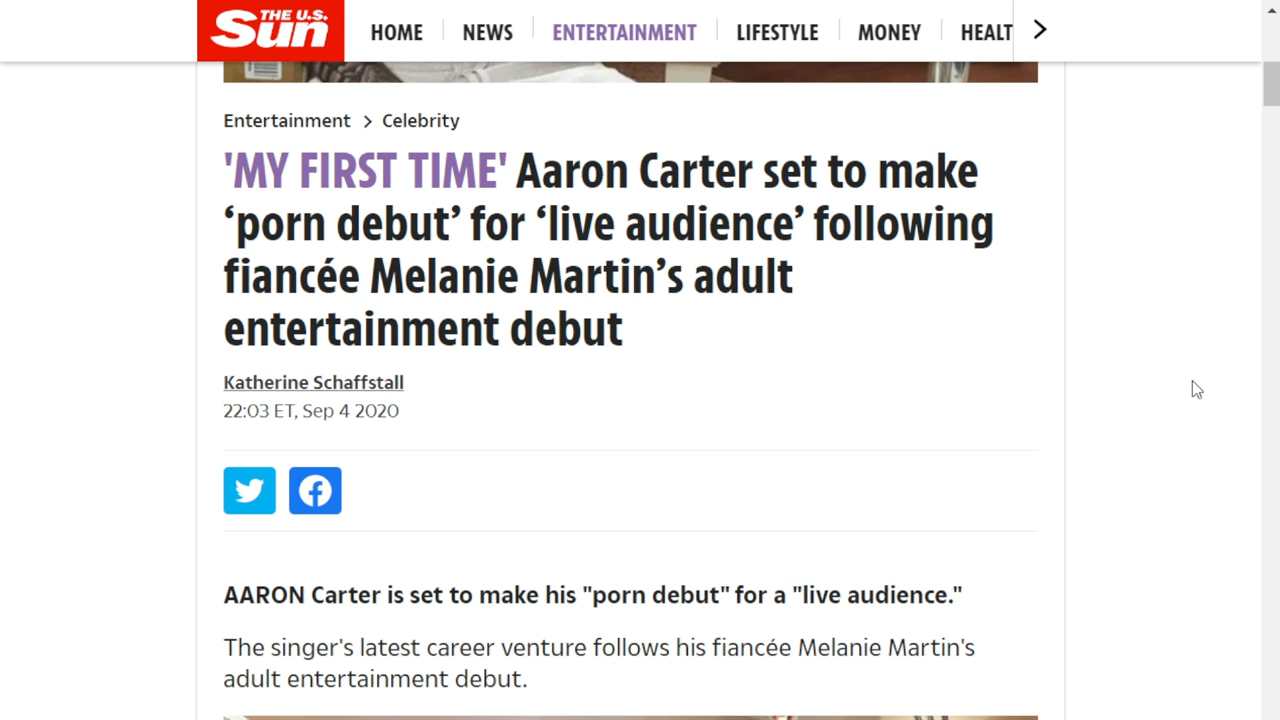 THE U.S.
Sun
HOME NEWS ENTERTAINMENT LIFESTYLE MONEY HEALT
Entertainment > Celebrity
'MY FIRST TIME' Aaron Carter set to make
‘porn debut’ for ‘live audience’ following
fiancée Melanie Martin’s adult
entertainment debut
Katherine Schaffstall
22:03 ET, Sep 4 2020
AARON Carter is set to make his "porn debut" for a "live audience."
The singer's latest career venture follows his fiancée Melanie Martin's
adult entertainment debut.